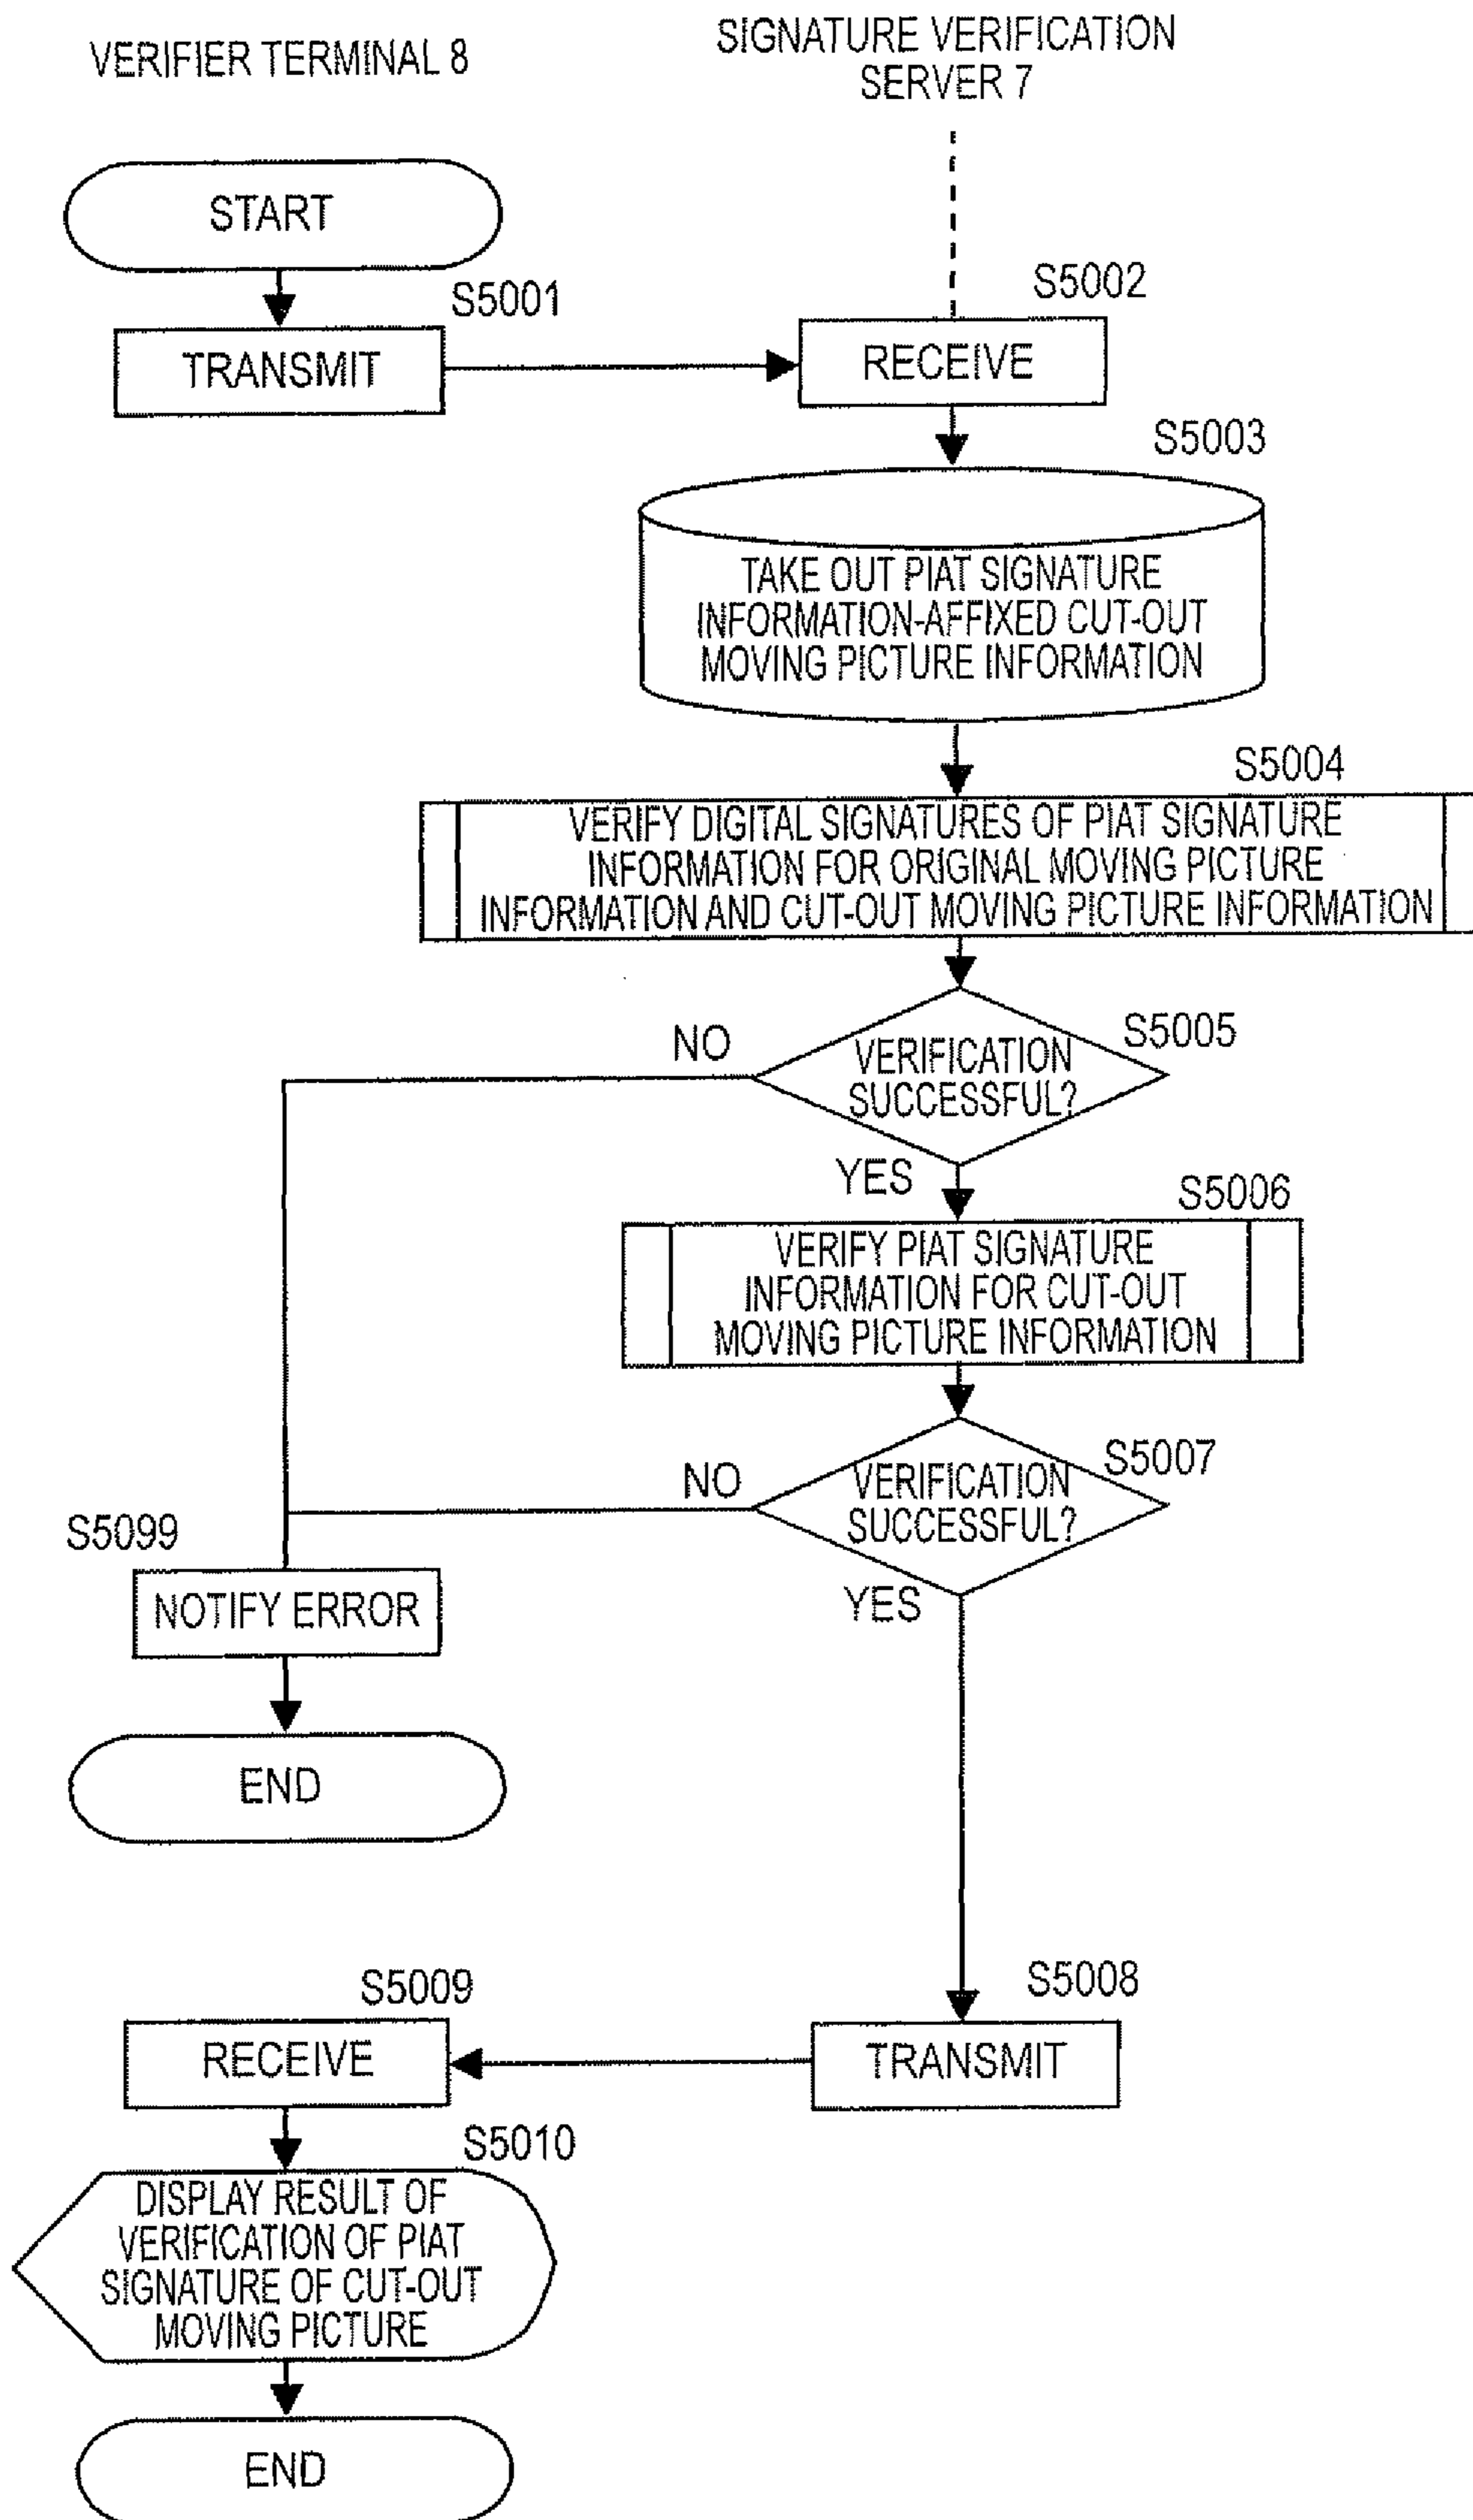 VERIFIER TERMINAL 8
SIGNATURE VERIFICATION
SERVER 7
START
S5001
TRANSMIT
S5002
RECEIVE
S5003
TAKE OUT PIAT SIGNATURE
INFORMATION-AFFIXED CUT-OUT
MOVING PICTURE INFORMATION
S5004
VERIFY DIGITAL SIGNATURES OF PIAT SIGNATURE
INFORMATION FOR ORIGINAL MOVING PICTURE
INFORMATION AND CUT-OUT MOVING PICTURE INFORMATION
S5005
NO
VERIFICATION
SUCCESSFUL?
YES
S5006
VERIFY PIAT SIGNATURE
INFORMATION FOR CUT-OUT
MOVING PICTURE INFORMATION
S5007
NO
VERIFICATION
SUCCESSFUL?
YES
S5099
NOTIFY ERROR
END
S5008
TRANSMIT
S5009
RECEIVE
S5010
DISPLAY RESULT OF
VERIFICATION OF PIAT
SIGNATURE OF CUT-OUT
MOVING PICTURE
END